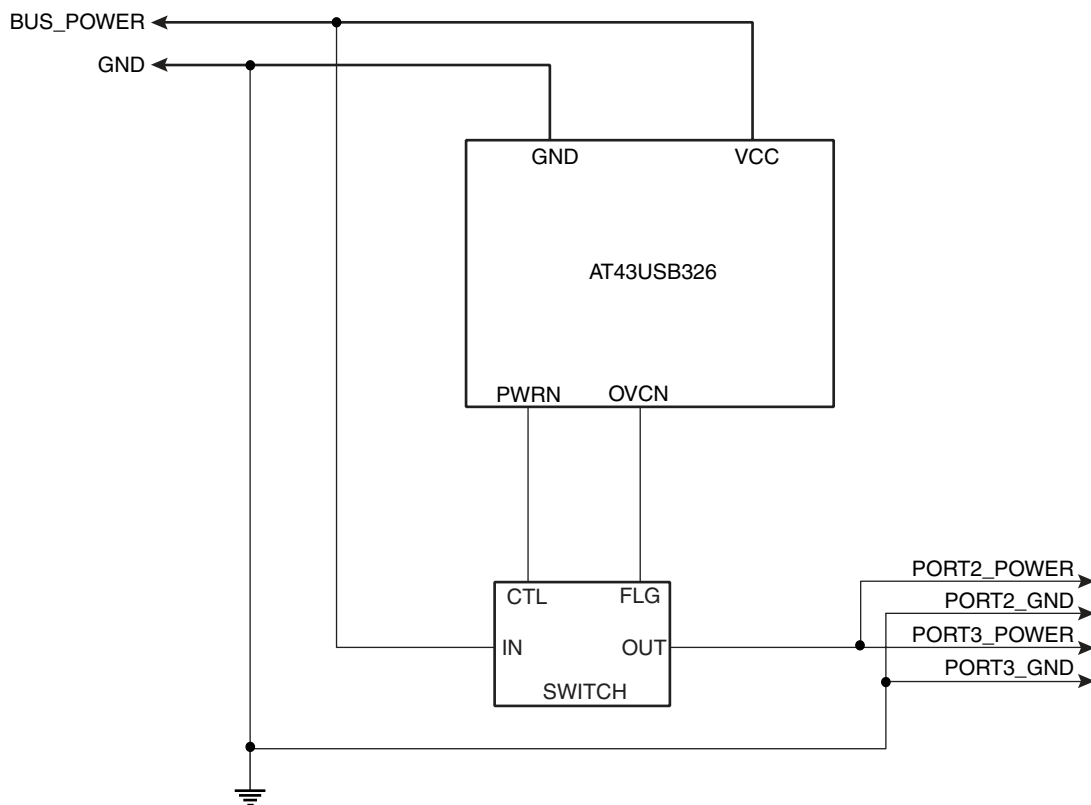 BUS_POWER
GND
GND
VCC
AT43USB326
PWRN
OVCN
CTL
FLG
IN
OUT
SWITCH
PORT2_POWER
PORT2_GND
PORT3_POWER
PORT3_GND